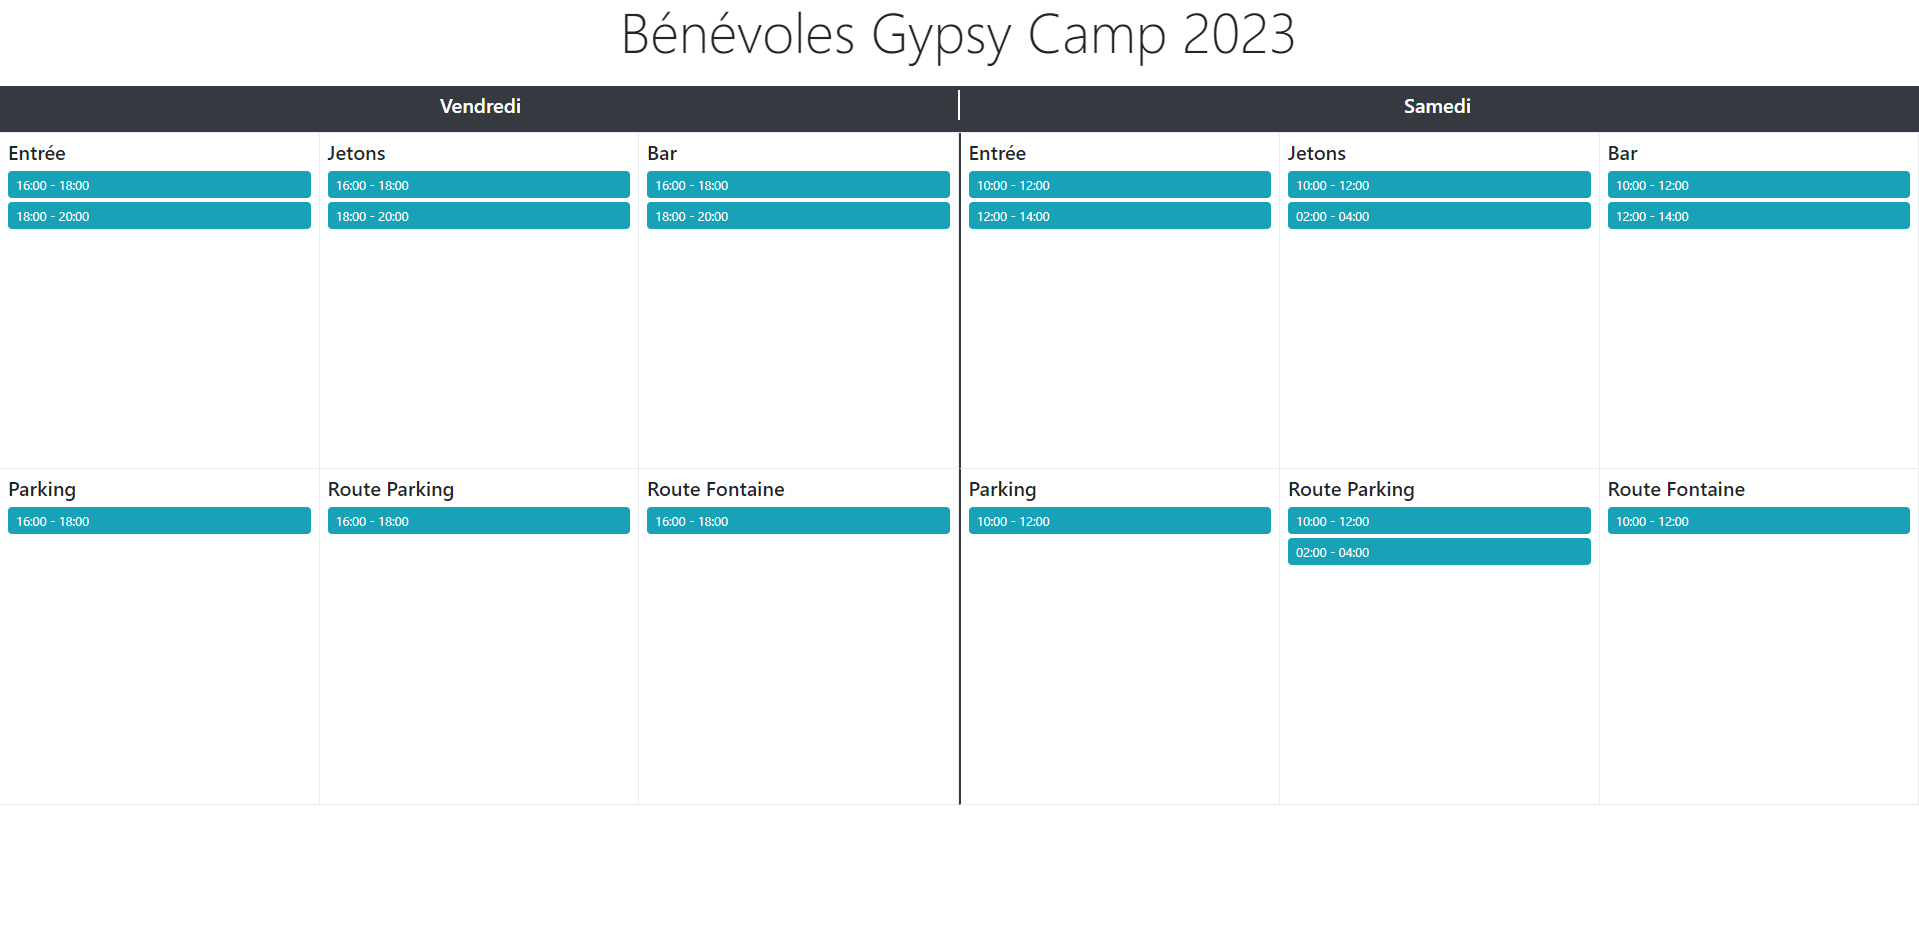 Bénévoles Gypsy Camp 2023
Vendredi
Samedi
Entrée
16:00 - 18:00
18:00 - 20:00
Jetons
16:00 - 18:00
18:00 - 20:00
Bar
16:00 - 18:00
18:00 - 20:00
Entrée
10:00 - 12:00
12:00 - 14:00
Jetons
10:00 - 12:00
02:00 - 04:00
Bar
10:00 - 12:00
12:00 - 14:00
Parking
16:00 - 18:00
Route Parking
16:00 - 18:00
Route Fontaine
16:00 - 18:00
Parking
10:00 - 12:00
Route Parking
10:00 - 12:00
02:00 - 04:00
Route Fontaine
10:00 - 12:00